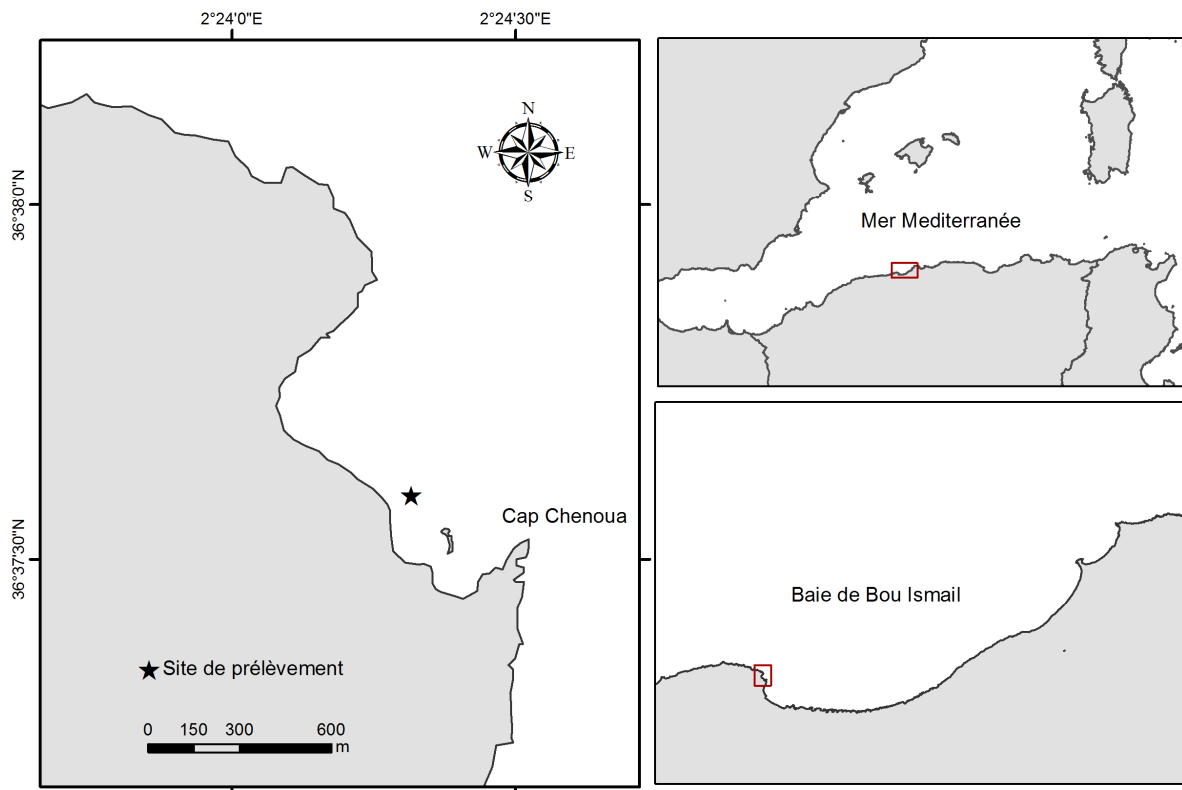 2°24'0"E
2°24'30"E
N
W
E
S
36°38'0"N
Mer Mediterranée
Cap Chenoua
36°37'30"N
Baie de Bou Ismail
Site de prélèvement
0 150 300 600
m